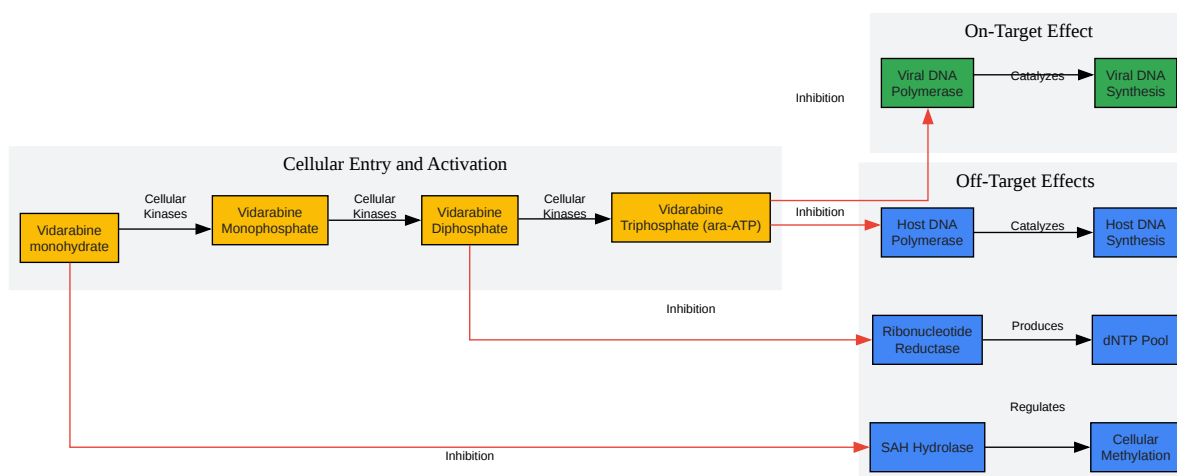 On-Target Effect
Viral DNA
Polymerase
Catalyzes
Viral DNA
Synthesis
Inhibition
Cellular Entry and Activation
Vidarabine
monohydrate
Cellular
Kinases
Vidarabine
Monophosphate
Cellular
Kinases
Vidarabine
Diphosphate
Cellular
Kinases
Vidarabine
Triphosphate (ara-ATP)
Inhibition
Off-Target Effects
Host DNA
Polymerase
Catalyzes
Host DNA
Synthesis
Inhibition
Ribonucleotide
Reductase
Produces
dNTP Pool
Inhibition
SAH Hydrolase
Regulates
Cellular
Methylation